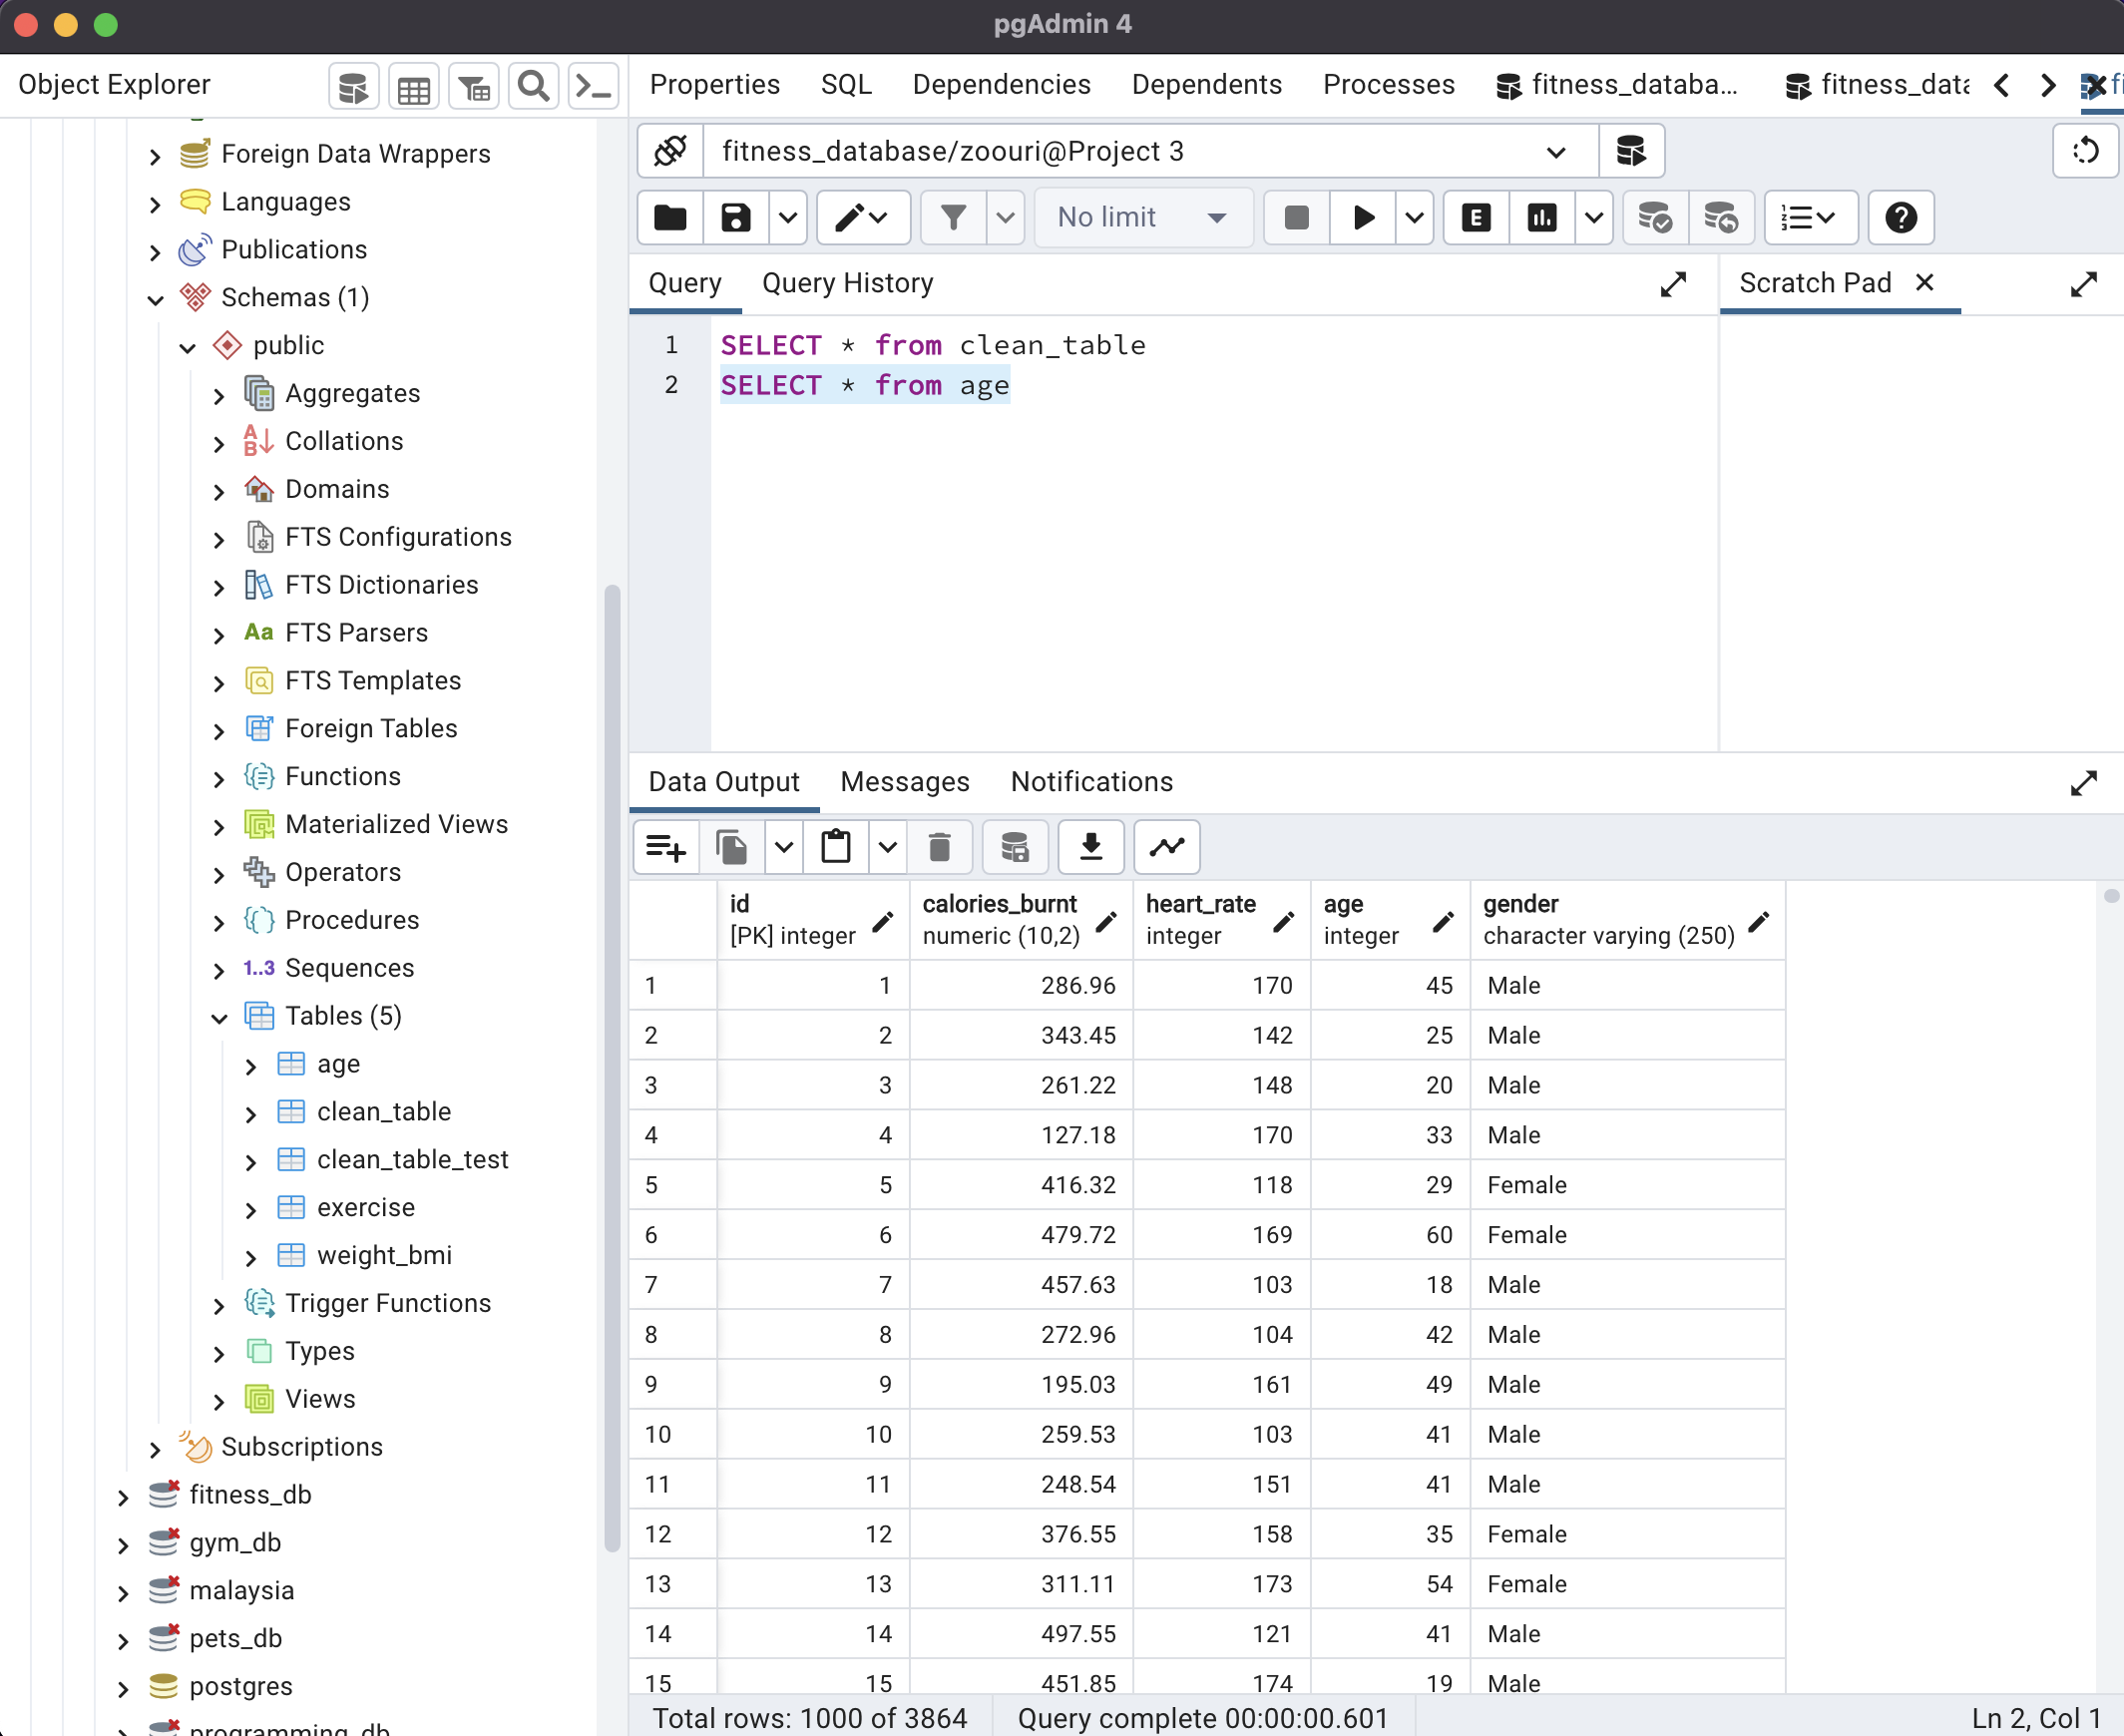 pgAdmin 4
Object Explorer
Properties
SQL
Dependencies
Dependents
Processes
fitness_databa...
fitness_data
Foreign Data Wrappers
Languages
Publications
Schemas (1)
public
Aggregates
Collations
Domains
FTS Configurations
FTS Dictionaries
Aa FTS Parsers
FTS Templates
Foreign Tables
Functions
Materialized Views
Operators
Procedures
1..3 Sequences
Tables (5)
age
clean_table
clean_table_test
exercise
weight_bmi
Trigger Functions
Types
Views
Subscriptions
fitness_db
gym_db
malaysia
pets_db
postgres
programming_db
fitness_database/zoouri@Project 3
No limit
E
Query
Query History
Scratch Pad
1 SELECT * from clean_table
2 SELECT * from age
Data Output
Messages
Notifications
id calories_burnt heart_rate age gender
[PK] integer numeric (10,2) integer integer character varying (250)
1 1 286.96 170 45 Male
2 2 343.45 142 25 Male
3 3 261.22 148 20 Male
4 4 127.18 170 33 Male
5 5 416.32 118 29 Female
6 6 479.72 169 60 Female
7 7 457.63 103 18 Male
8 8 272.96 104 42 Male
9 9 195.03 161 49 Male
10 10 259.53 103 41 Male
11 11 248.54 151 41 Male
12 12 376.55 158 35 Female
13 13 311.11 173 54 Female
14 14 497.55 121 41 Male
15 15 451.85 174 19 Male
Total rows: 1000 of 3864
Query complete 00:00:00.601
Ln 2, Col 1